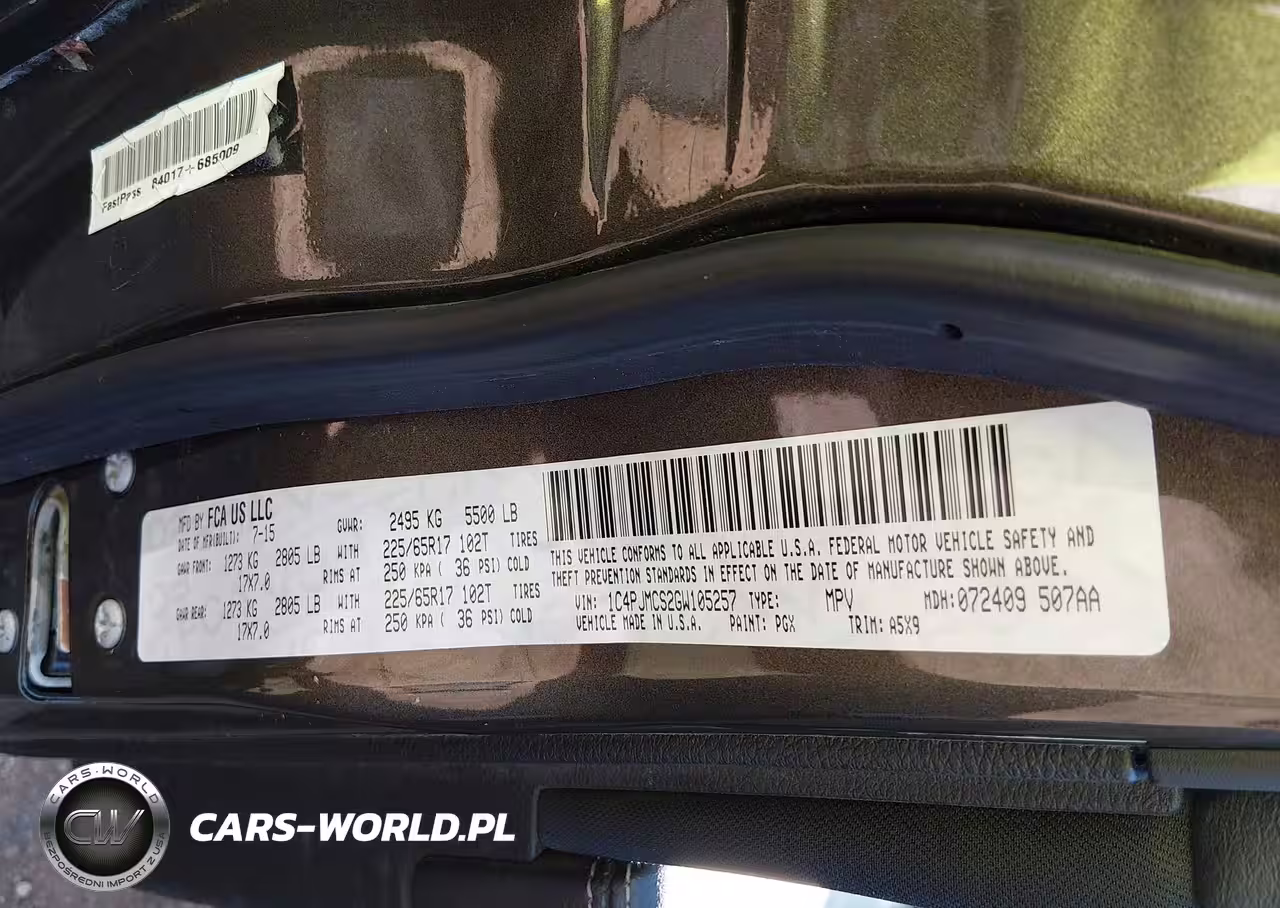 64017+685009
FastPass
MFD BY FCA US LLC
DATE OF MFR(BUILT): 7-15
GVWR: 2495 KG 5500 LB
GAWR FRONT: 1273 KG 2805 LB WITH 225/65R17 102T TIRES
17X7.0 RIMS AT 250 KPA ( 36 PSI) COLD
GAWR REAR: 1273 KG 2805 LB WITH 225/65R17 102T TIRES
17X7.0 RIMS AT 250 KPA ( 36 PSI) COLD
THIS VEHICLE CONFORMS TO ALL APPLICABLE U.S.A. FEDERAL MOTOR VEHICLE SAFETY AND
THEFT PREVENTION STANDARDS IN EFFECT ON THE DATE OF MANUFACTURE SHOWN ABOVE.
VIN: 1C4PJMCS2GW105257 TYPE: MPV MDH:072409 507AA
VEHICLE MADE IN U.S.A. PAINT: PGX TRIM: A5X9
CARS-WORLD
CW
BEZPOŚREDNI IMPORT Z USA
CARS-WORLD.PL